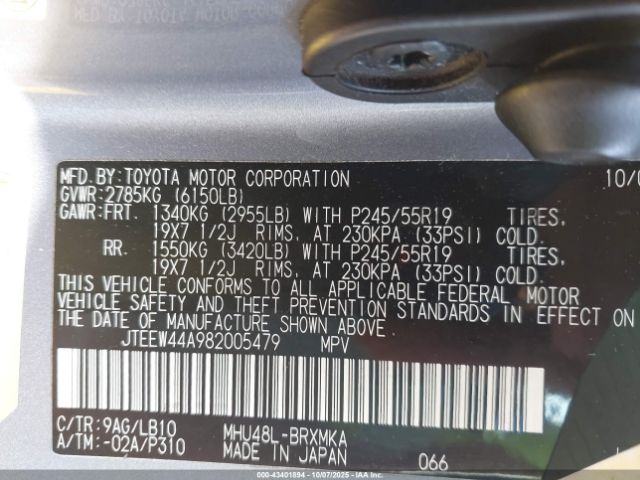 MFD.BY:TOYOTA MOTOR CORPORATION 10/0
GVWR:2785KG (6150LB)
GAWR:FRT. 1340KG (2955LB) WITH P245/55R19 TIRES,
19X7 1/2J RIMS, AT 230KPA (33PSI) COLD.
RR. 1550KG (3420LB) WITH P245/55R19 TIRES,
19X7 1/2J RIMS, AT 230KPA (33PSI) COLD.
THIS VEHICLE CONFORMS TO ALL APPLICABLE FEDERAL MOTOR
VEHICLE SAFETY AND THEFT PREVENTION STANDARDS IN EFFECT ON
THE DATE OF MANUFACTURE SHOWN ABOVE.
JTEEW44A982005479 MPV
C/TR:9AG/LB10 MHU48L-BRXMKA
A/TM:-02A/P310 MADE IN JAPAN 066
© 000-43401894 | 10/07/2025 | © IAA Holdings, LLC